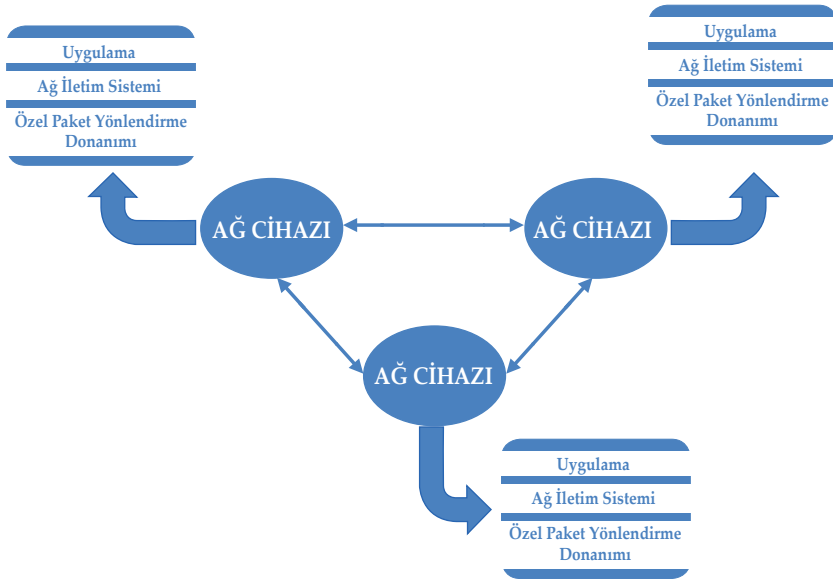 Uygulama
Ağ İletim Sistemi
Özel Paket Yönlendirme
Donanımı
Uygulama
Ağ İletim Sistemi
Özel Paket Yönlendirme
Donanımı
AĞ CİHAZI
AĞ CİHAZI
AĞ CİHAZI
Uygulama
Ağ İletim Sistemi
Özel Paket Yönlendirme
Donanımı